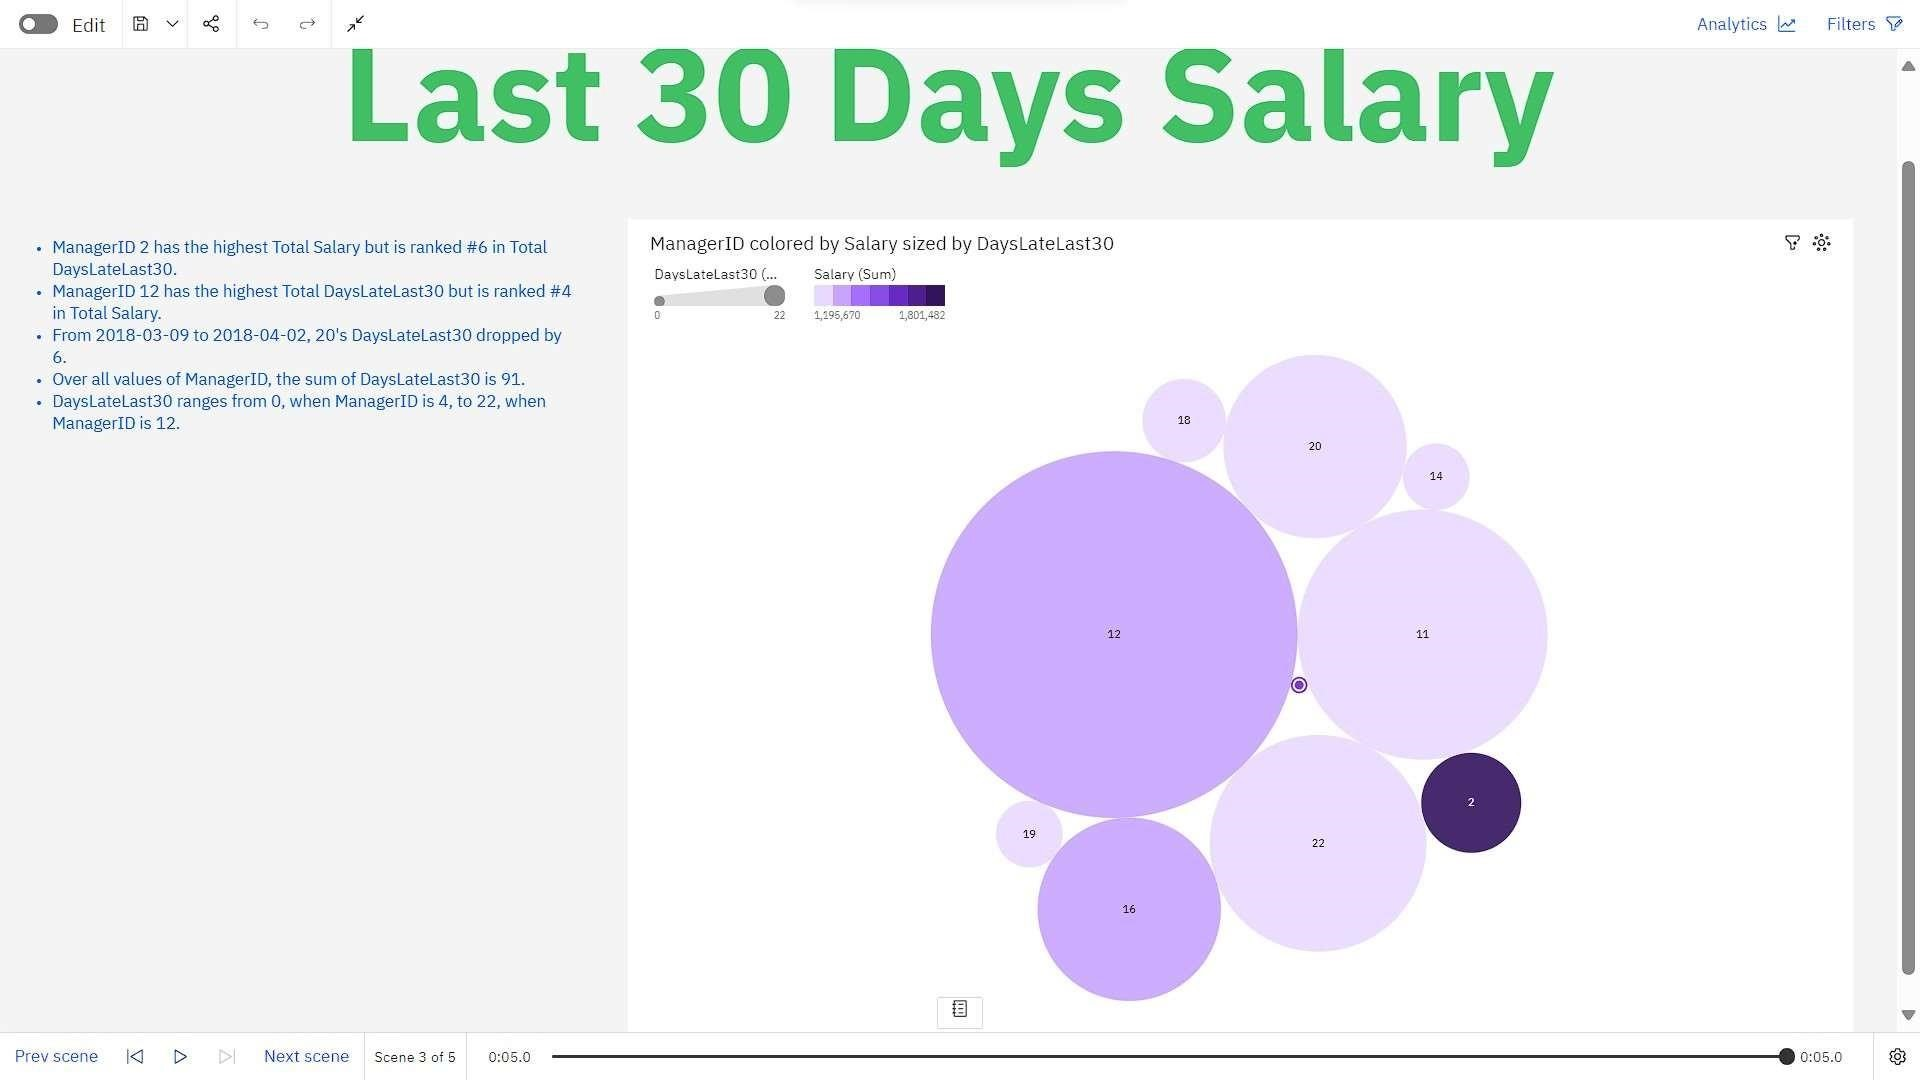 Edit
Analytics
Filters
Last 30 Days Salary
ManagerID 2 has the highest Total Salary but is ranked #6 in Total
DaysLateLast30.
ManagerID 12 has the highest Total DaysLateLast30 but is ranked #4
in Total Salary.
From 2018-03-09 to 2018-04-02, 20's DaysLateLast30 dropped by
6.
Over all values of ManagerID, the sum of DaysLateLast30 is 91.
DaysLateLast30 ranges from 0, when ManagerID is 4, to 22, when
ManagerID is 12.
ManagerID colored by Salary sized by DaysLateLast30
DaysLateLast30 (...
Salary (Sum)
0
22
1,195,670
1,801,482
18
20
14
12
11
2
19
22
16
Prev scene
Next scene
Scene 3 of 5
0:05.0
0:05.0